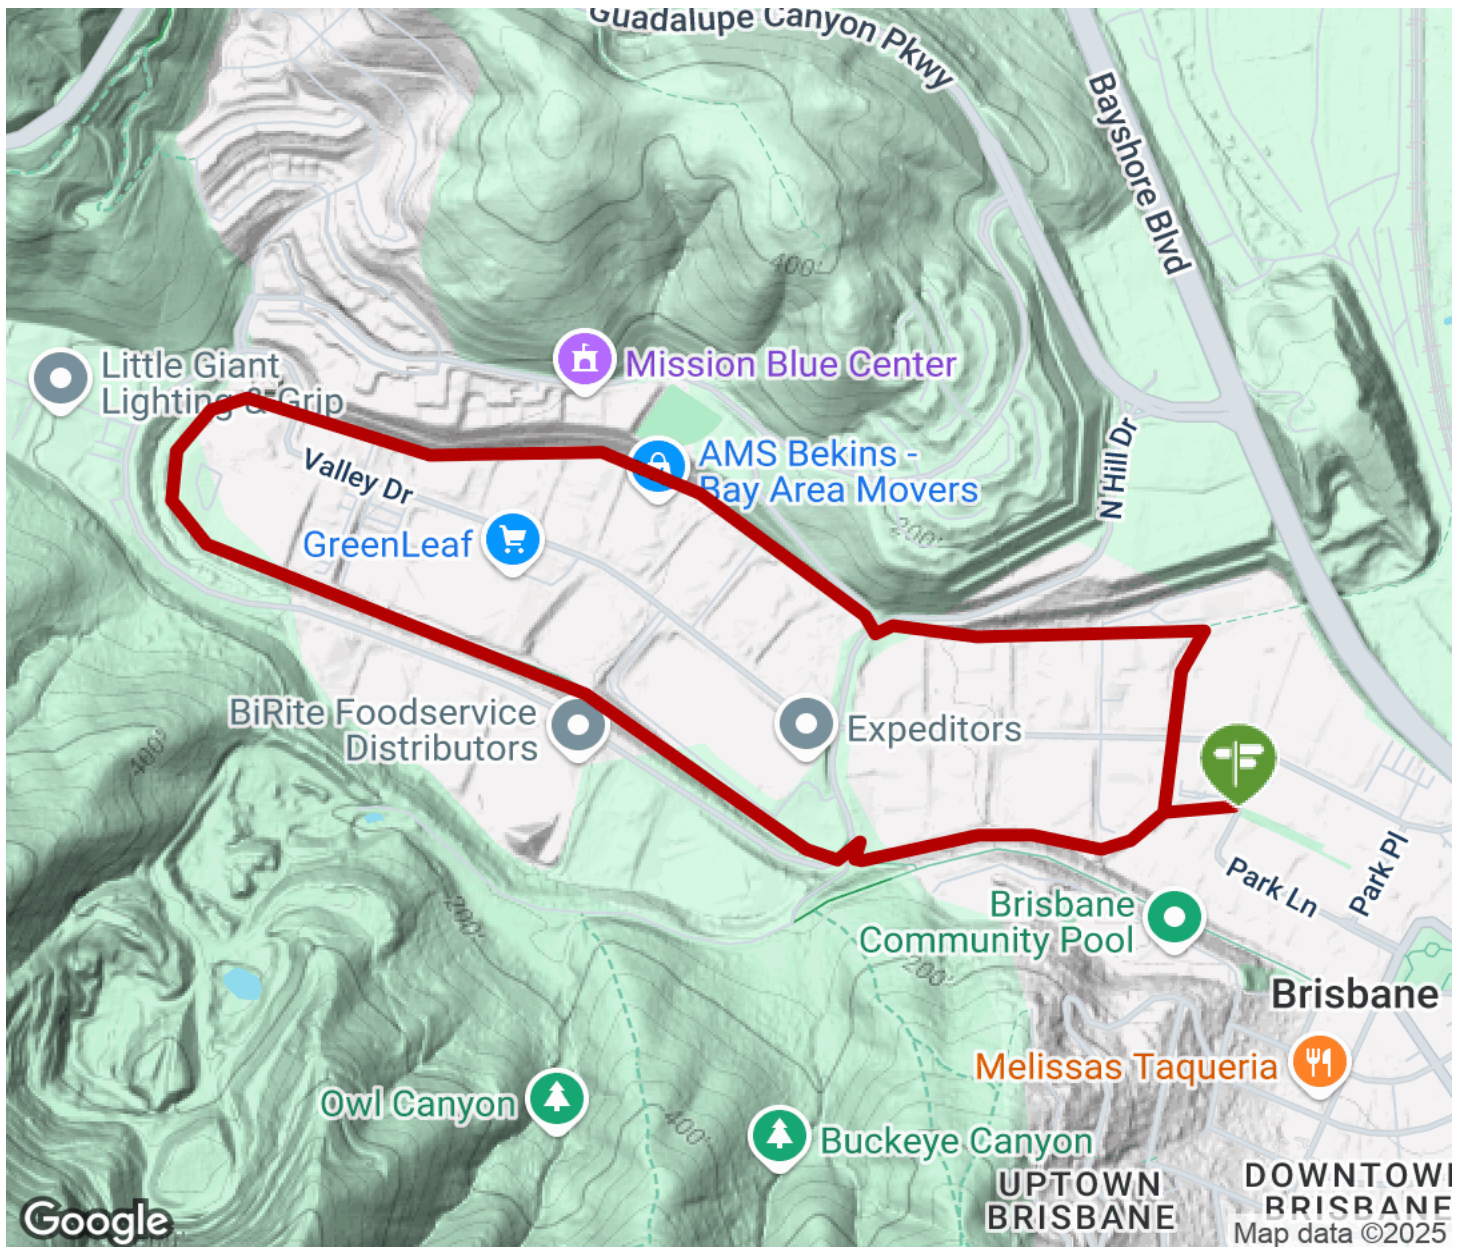 Guadalupe Canyon Pkwy
Bayshore Blvd
Little Giant
Lighting & Grip
Mission Blue Center
AMS Bekins -
Bay Area Movers
N Hill Dr
Valley Dr
GreenLeaf
400'
200'
BiRite Foodservice
Distributors
Expeditors
400'
Park Pl
Park Ln
Brisbane
Community Pool
200'
200'
Brisbane
Melissas Taqueria
Owl Canyon
400'
Buckeye Canyon
UPTOWN
BRISBANE
DOWNTOWN
BRISBANE
Google
Map data ©2025